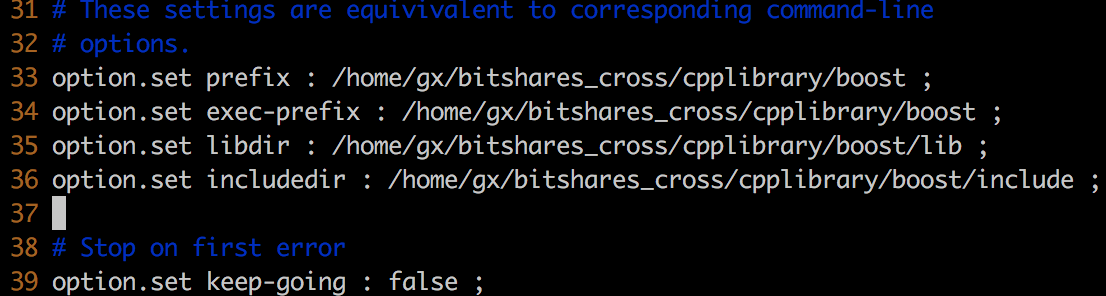 31 # These settings are equivivalent to corresponding command-line
32 # options.
33 option.set prefix : /home/gx/bitshares_cross/cpplibrary/boost ;
34 option.set exec-prefix : /home/gx/bitshares_cross/cpplibrary/boost ;
35 option.set libdir : /home/gx/bitshares_cross/cpplibrary/boost/lib ;
36 option.set includedir : /home/gx/bitshares_cross/cpplibrary/boost/include ;
37
38 # Stop on first error
39 option.set keep-going : false ;